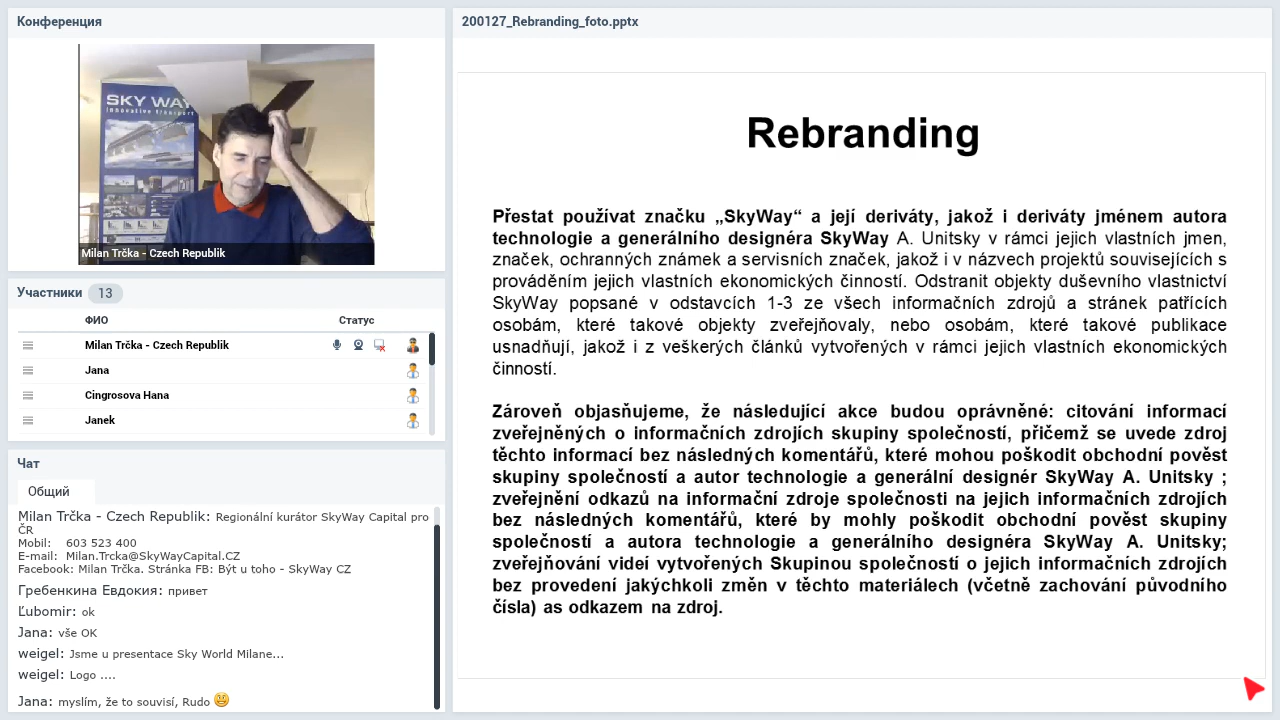 Конференция
SKY WAY
innovative transport
Milan Trčka - Czech Republik
Участники 13
ФИО Статус
Milan Trčka - Czech Republik
Jana
Cingrosova Hana
Janek
Чат
Общий
Milan Trčka - Czech Republik: Regionální kurátor SkyWay Capital pro
ČR
Mobil: 603 523 400
E-mail: Milan.Trcka@SkyWayCapital.CZ
Facebook: Milan Trčka. Stránka FB: Být u toho - SkyWay CZ
Гребенкина Евдокия: привет
Ľubomir: ok
Jana: vše OK
weigel: Jsme u presentace Sky World Milane...
weigel: Logo ....
Jana: myslím, že to souvisí, Rudo
200127_Rebranding_foto.pptx
Rebranding
Přestat používat značku „SkyWay“ a její deriváty, jakož i deriváty jménem autora
technologie a generálního designéra SkyWay A. Unitsky v rámci jejich vlastních jmen,
značek, ochranných známek a servisních značek, jakož i v názvech projektů souvisejících s
prováděním jejich vlastních ekonomických činností. Odstranit objekty duševního vlastnictví
SkyWay popsané v odstavcích 1-3 ze všech informačních zdrojů a stránek patřících
osobám, které takové objekty zveřejňovaly, nebo osobám, které takové publikace
usnadňují, jakož i z veškerých článků vytvořených v rámci jejich vlastních ekonomických
činností.
Zároveň objasňujeme, že následující akce budou oprávněné: citování informací
zveřejněných o informačních zdrojích skupiny společností, přičemž se uvede zdroj
těchto informací bez následných komentářů, které mohou poškodit obchodní pověst
skupiny společností a autor technologie a generální designér SkyWay A. Unitsky ;
zveřejnění odkazů na informační zdroje společnosti na jejich informačních zdrojích
bez následných komentářů, které by mohly poškodit obchodní pověst skupiny
společností a autora technologie a generálního designéra SkyWay A. Unitsky;
zveřejňování videí vytvořených Skupinou společností o jejich informačních zdrojích
bez provedení jakýchkoli změn v těchto materiálech (včetně zachování původního
čísla) as odkazem na zdroj.